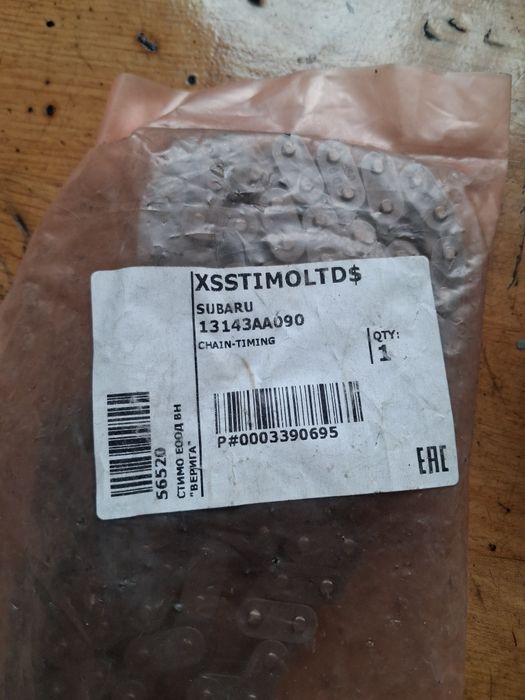 XSSTIMOLTD$
SUBARU
13143AA090
CHAIN-TIMING
QTY:
1
P#0003390695
EAC
56520
СТИМО ЕООД ВН
"ВЕРИГА"